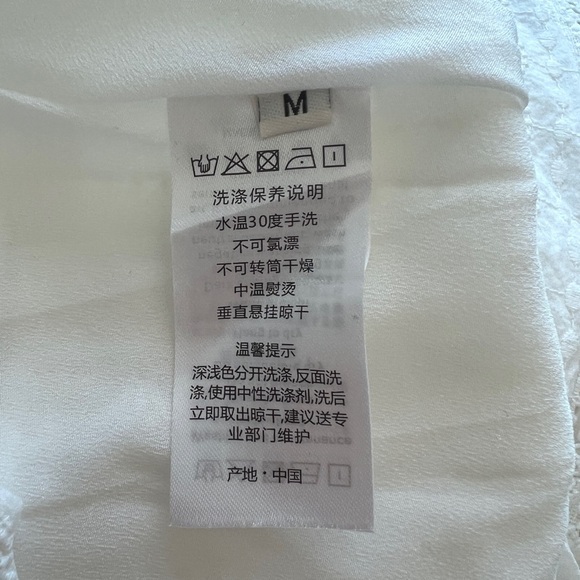 M
洗涤保养说明
水温30度手洗
不可氯漂
不可转筒干燥
中温熨烫
垂直悬挂晾干
温馨提示
深浅色分开洗涤,反面洗
涤,使用中性洗涤剂,洗后
立即取出晾干,建议送专
业部门维护
产地·中国